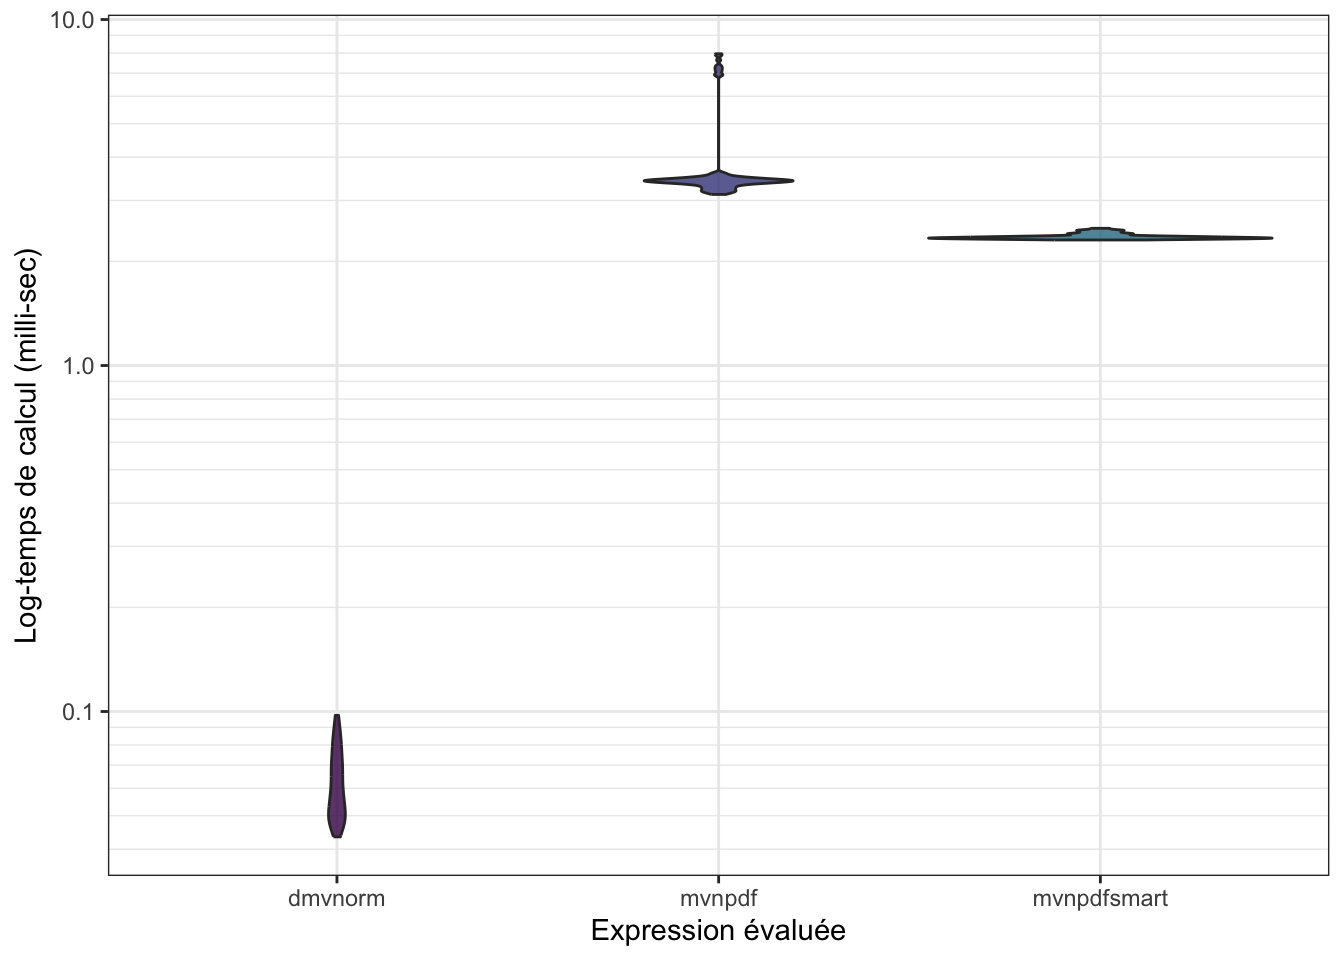 10.0
1.0
0.1
Log-temps de calcul (milli-sec)
dmvnorm mvnpdf mvnpdfsmart
Expression évaluée